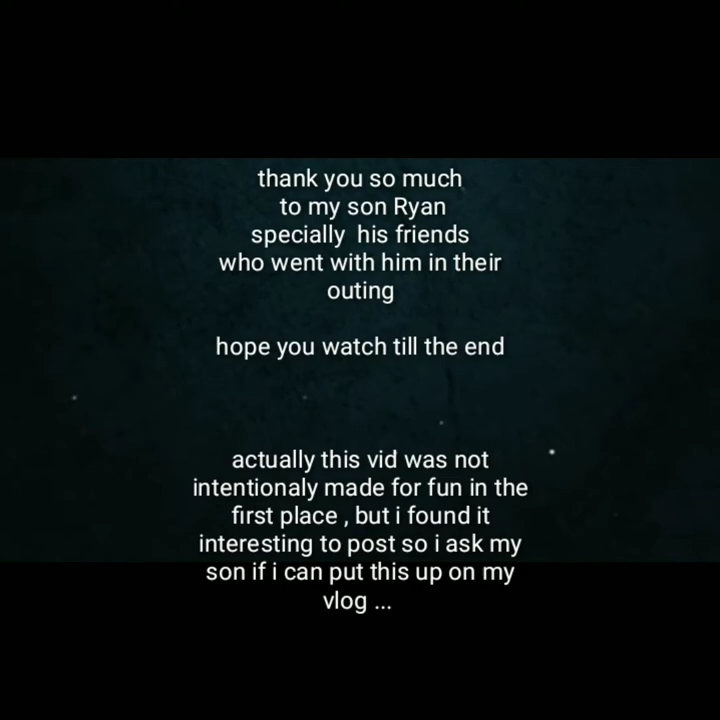 thank you so much
to my son Ryan
specially  his friends
who went with him in their
outing
hope you watch till the end
actually this vid was not
intentionaly made for fun in the
first place , but i found it
interesting to post so i ask my
son if i can put this up on my
vlog ...